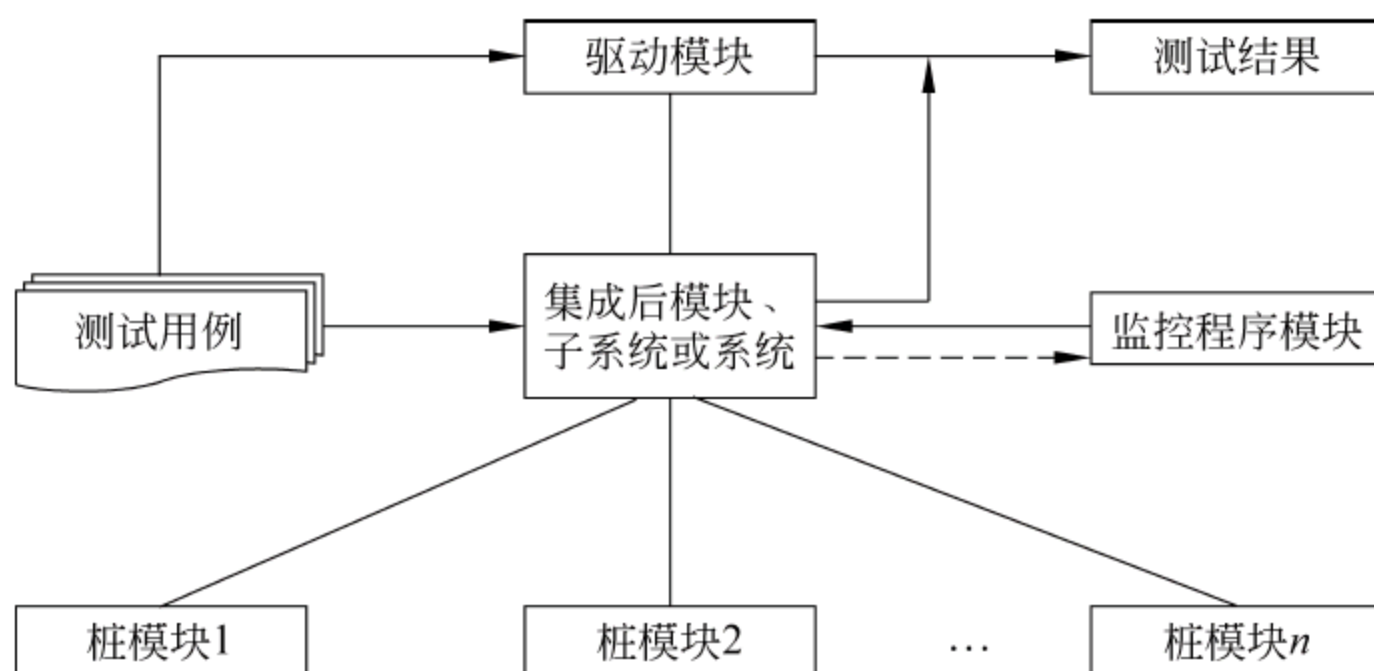 驱动模块
测试结果
测试用例
集成后模块、
子系统或系统
监控程序模块
桩模块1
桩模块2
…
桩模块n